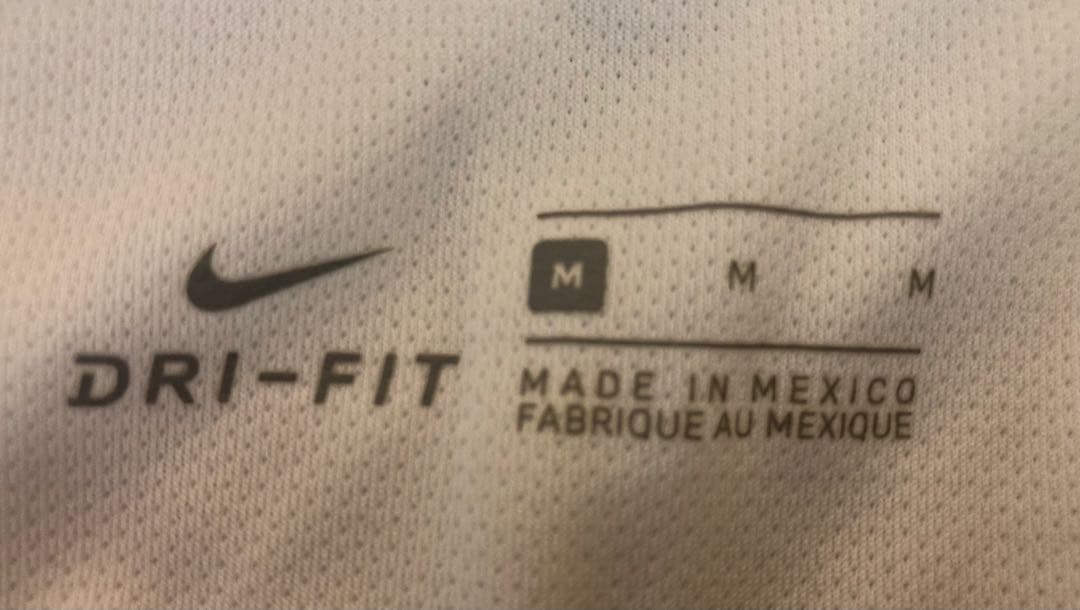 DRI-FIT
M M M
MADE IN MEXICO
FABRIQUE AU MEXIQUE